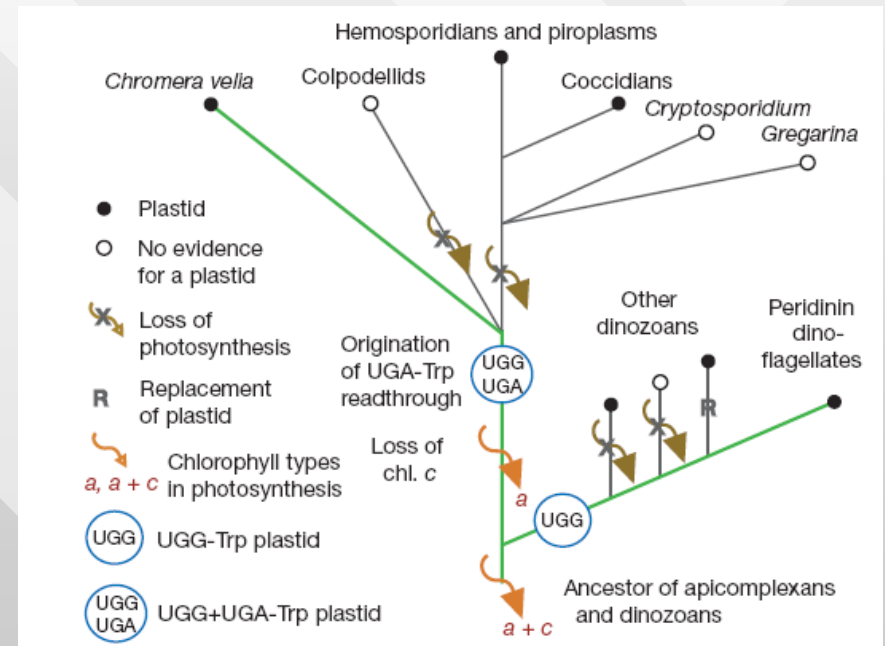 Hemosporidians and piroplasms
Chromera velia
Colpodellids
Coccidians
Cryptosporidium
Gregarina
Plastid
No evidence
for a plastid
X
Loss of
photosynthesis
R
Replacement
of plastid
Chlorophyll types
in photosynthesis
a, a + c
UGG
UGG-Trp plastid
UGG
UGA
UGG+UGA-Trp plastid
X
X
Origination
of UGA-Trp
readthrough
UGG
UGA
Loss of
chl. c
a
UGG
Other
dinozoans
X
X
R
Peridinin
dino-
flagellates
Ancestor of apicomplexans
and dinozoans
a + c